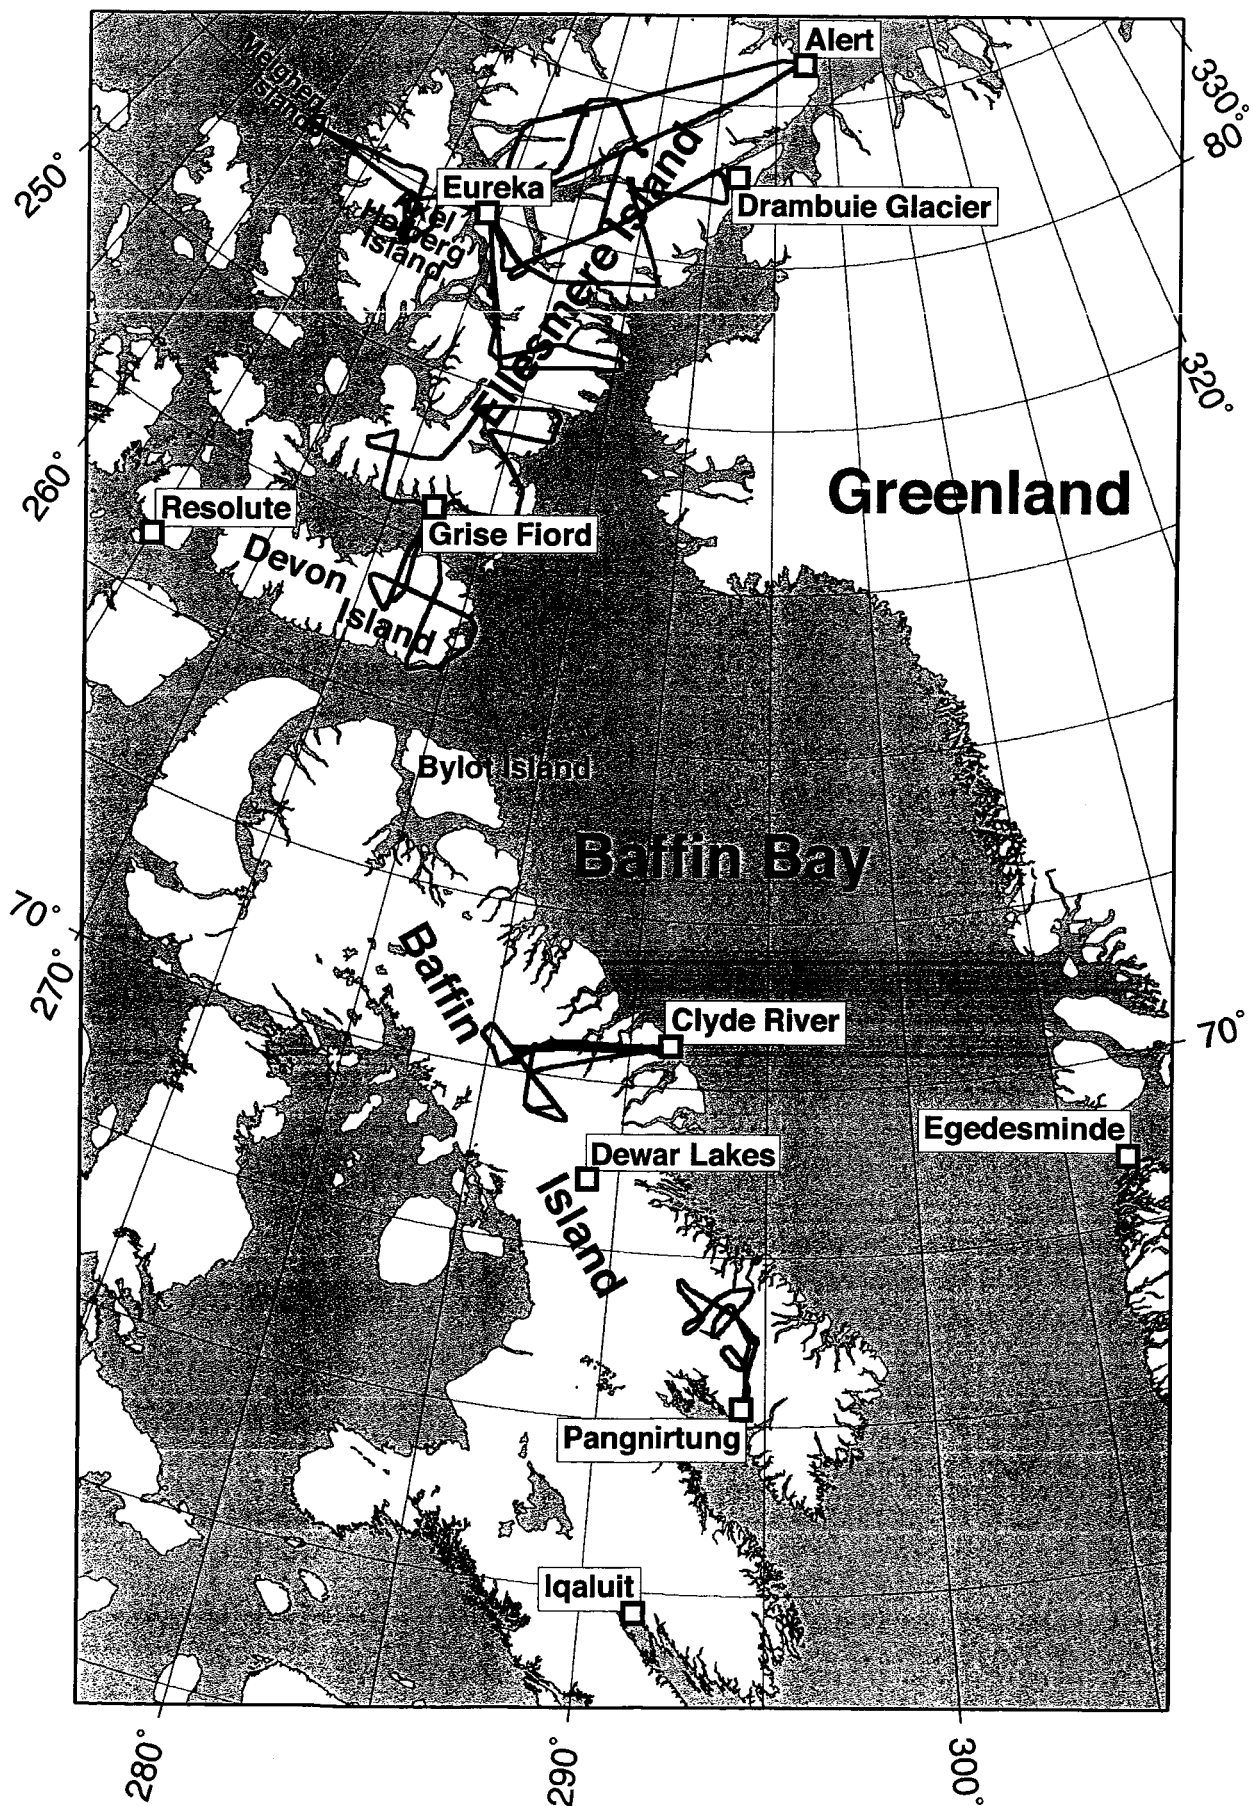 Alert
330°
80°
Meighen
Island
250°
Eureka
Drambuie Glacier
Axel
Heiberg
Island
Ellesmere Island
320°
260°
Greenland
Resolute
Grise Fiord
Devon
Island
Bylot Island
Baffin Bay
70°
270°
Baffin
Island
Clyde River
70°
Egedesminde
Dewar Lakes
Pangnirtung
Iqaluit
280°
290°
300°